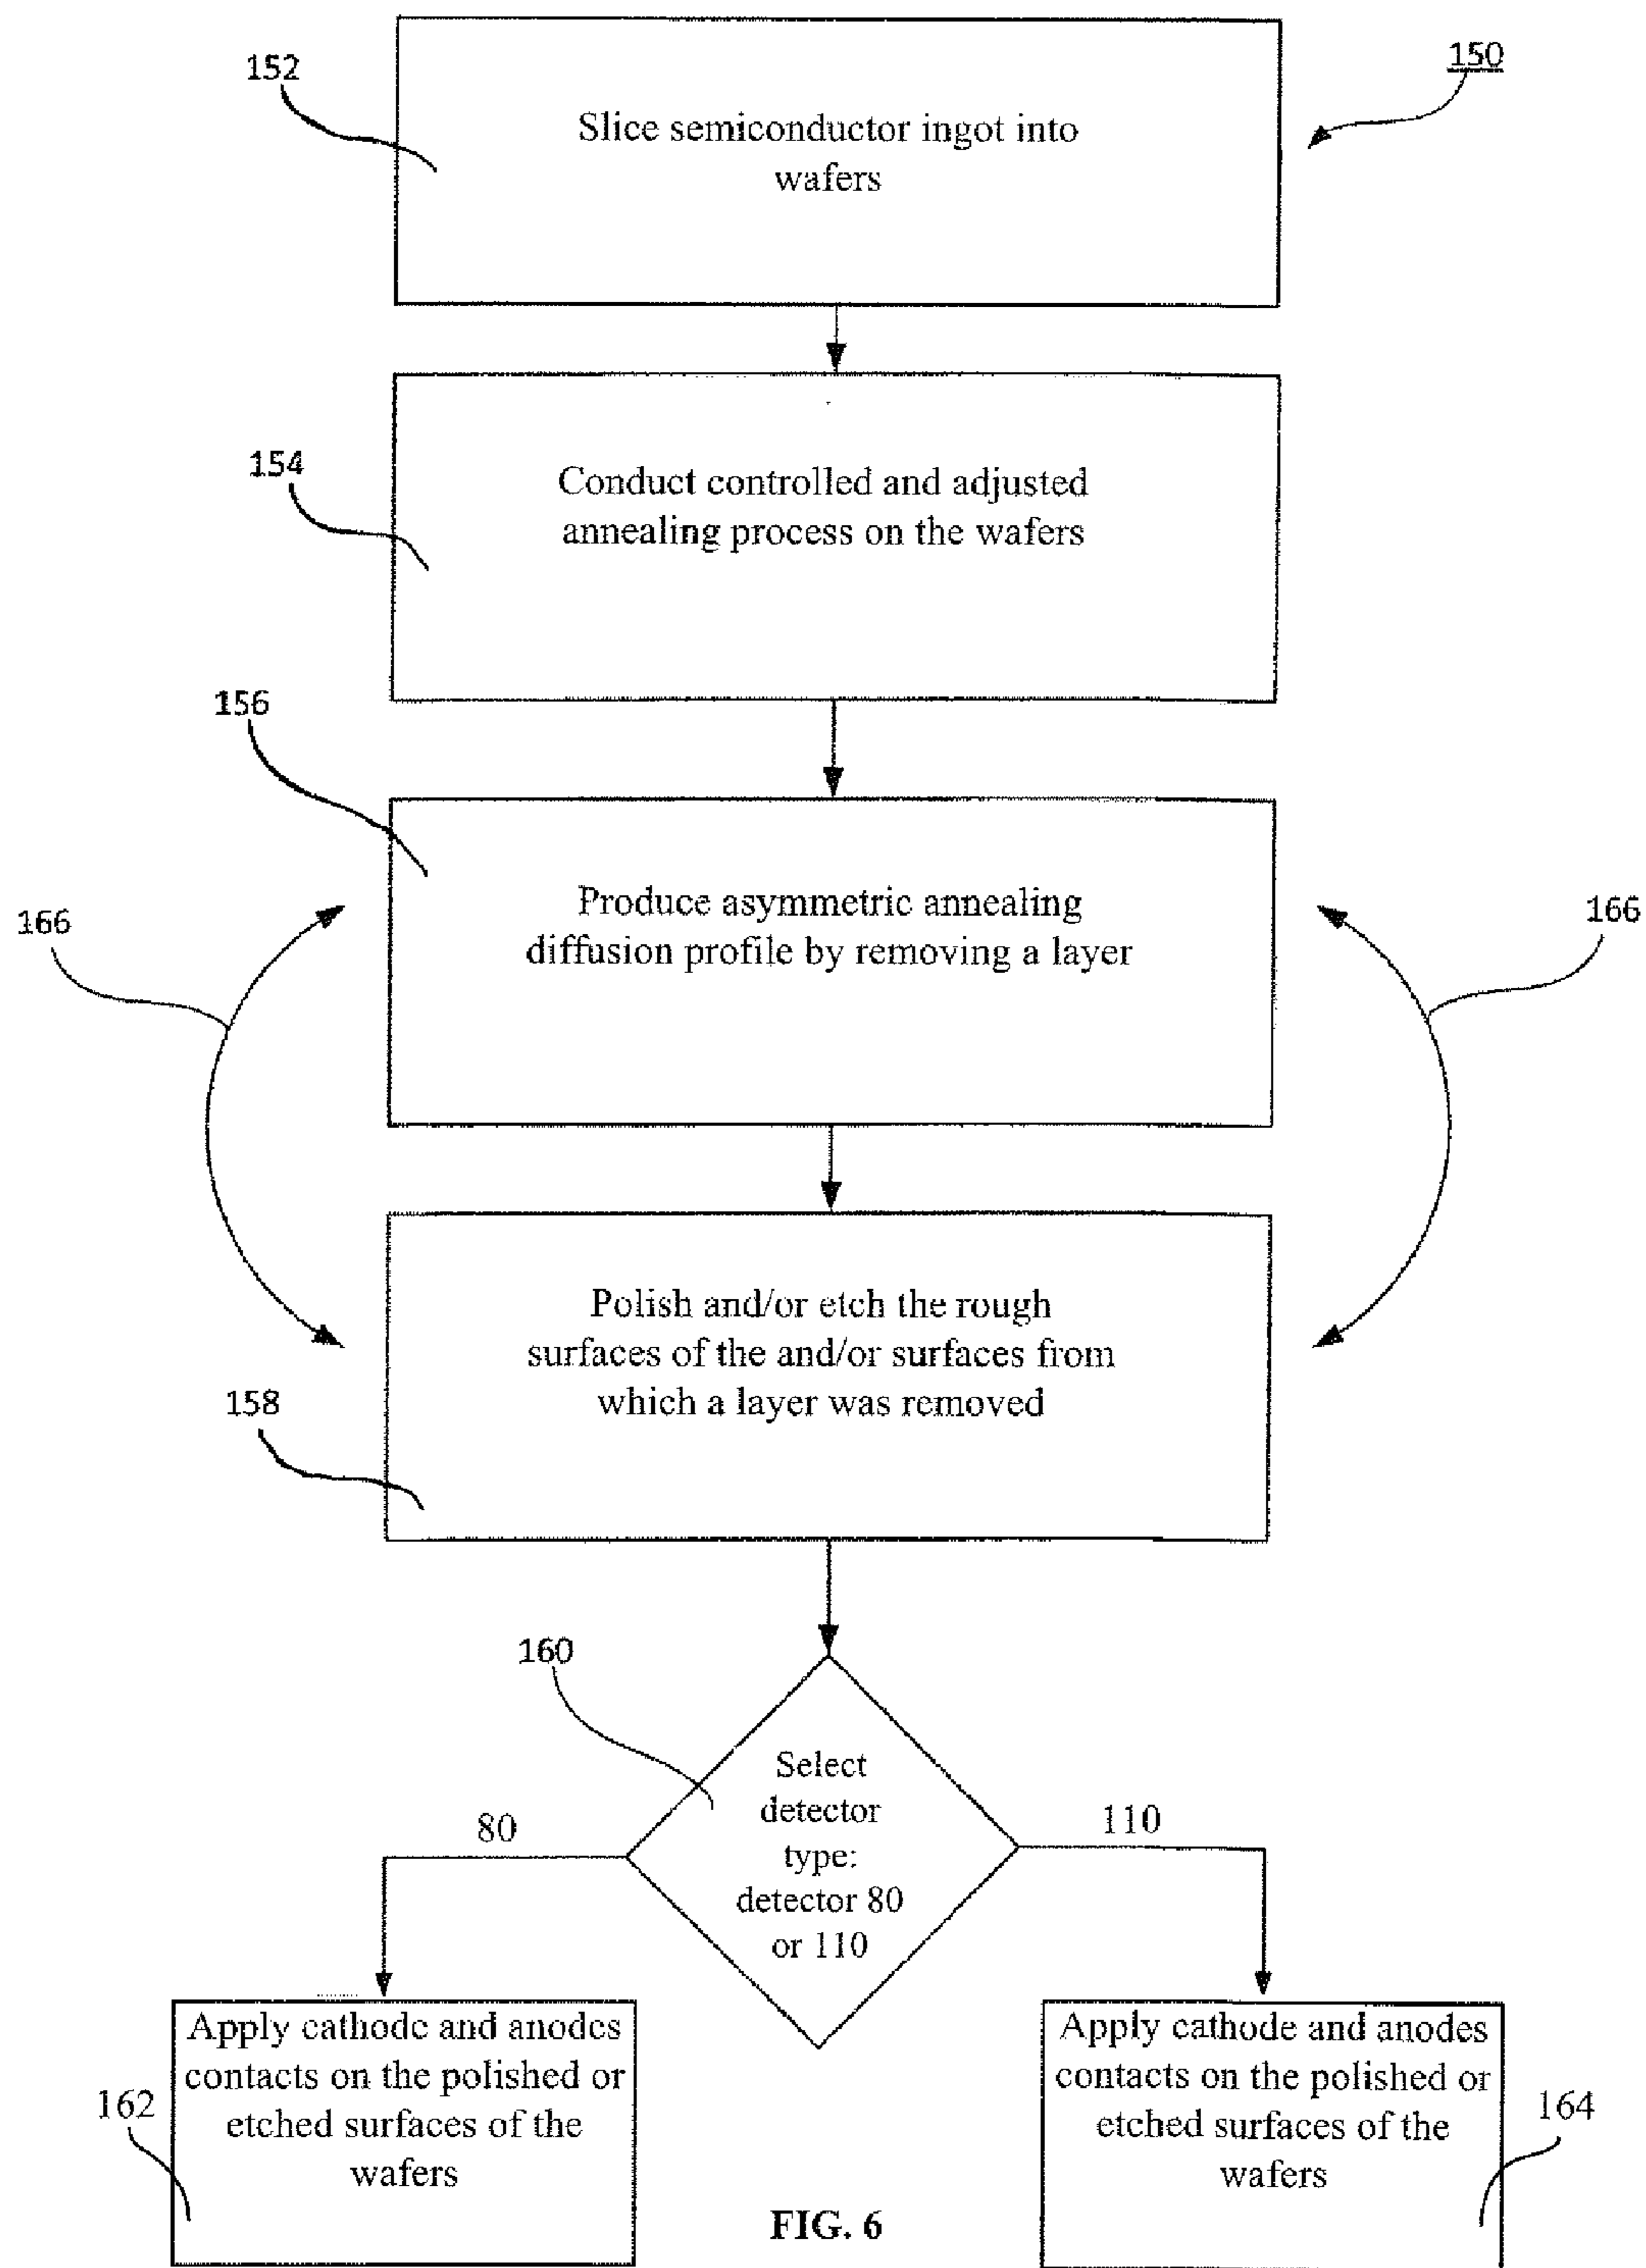 152
150
Slice semiconductor ingot into
wafers
154
Conduct controlled and adjusted
annealing process on the wafers
156
166
166
Produce asymmetric annealing
diffusion profile by removing a layer
Polish and/or etch the rough
surfaces of the and/or surfaces from
which a layer was removed
158
160
Select
detector
type:
detector 80
or 110
80
110
Apply cathode and anodes
contacts on the polished or
etched surfaces of the
wafers
162
Apply cathode and anodes
contacts on the polished or
etched surfaces of the
wafers
164
FIG. 6